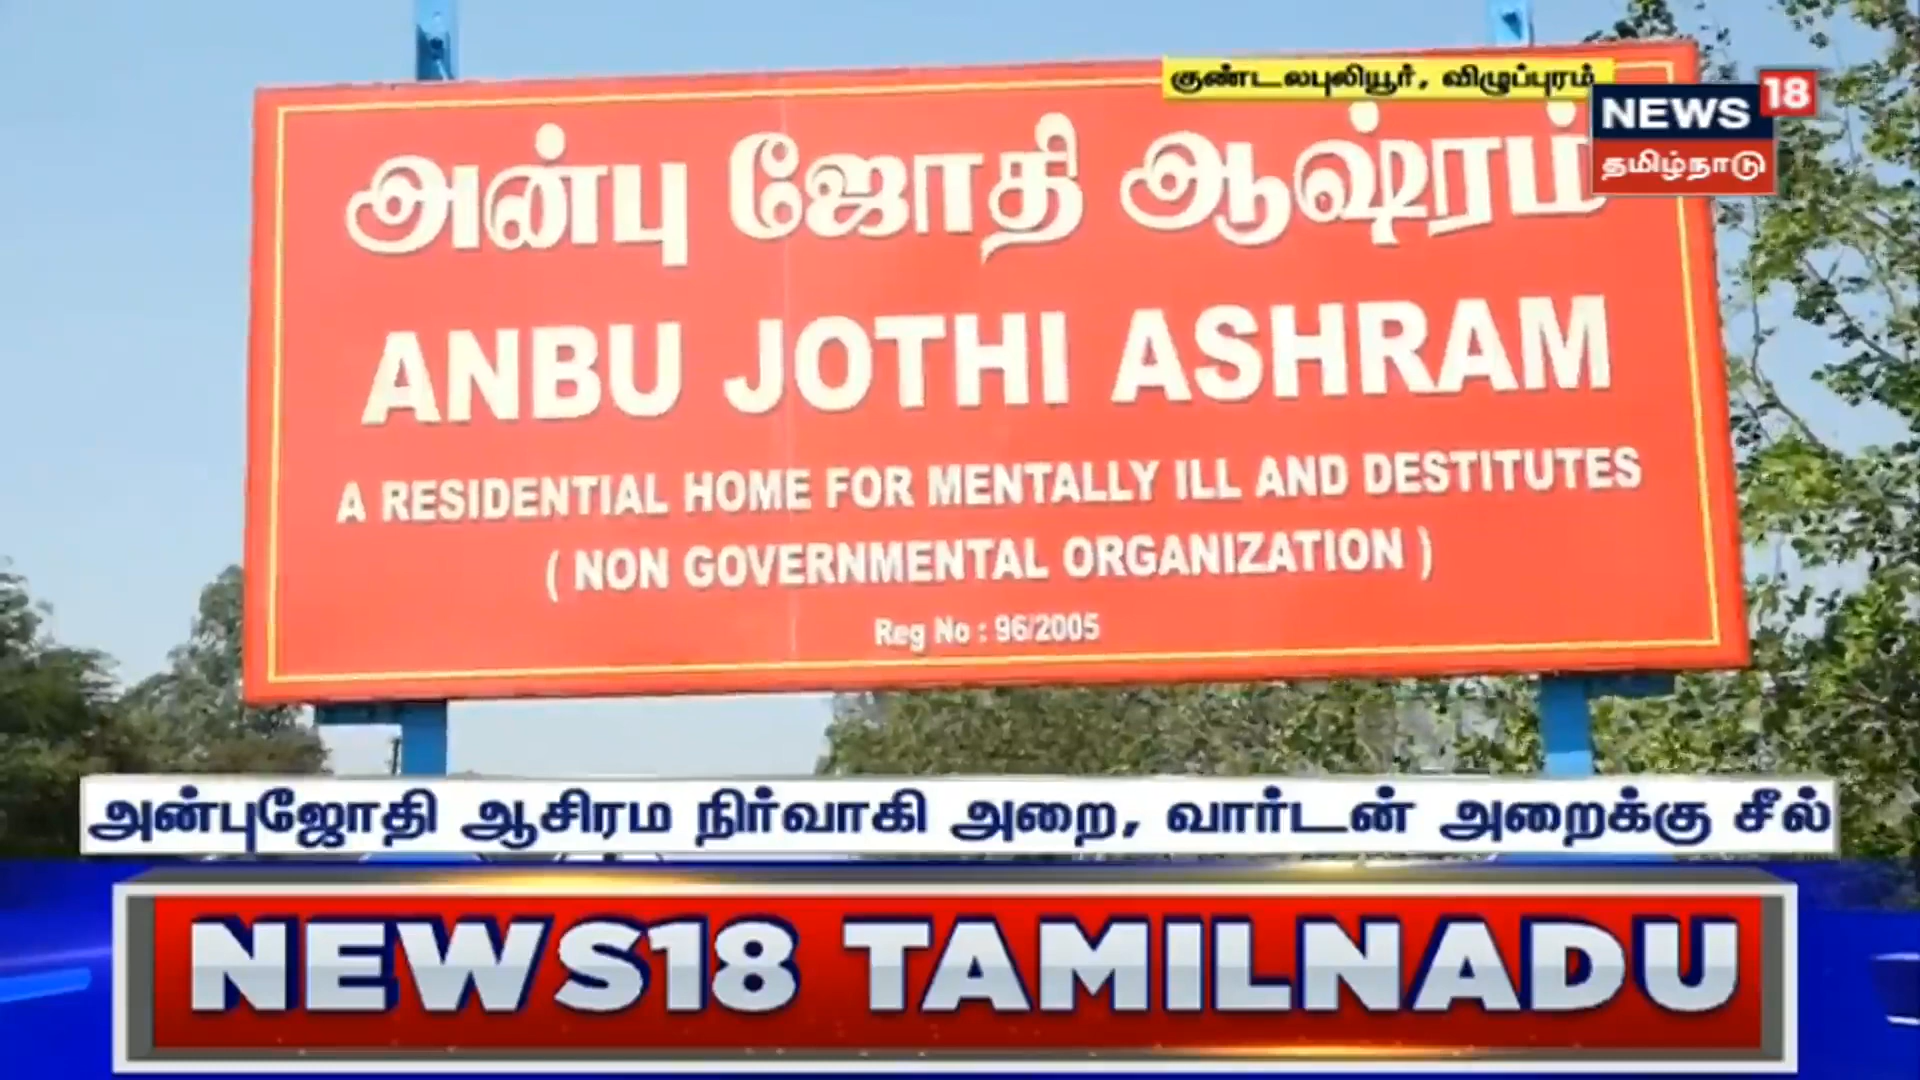 குண்டலபுலியூர், விழுப்புரம்
NEWS 18
தமிழ்நாடு
அன்பு ஜோதி ஆஷ்ரம்
ANBU JOTHI ASHRAM
A RESIDENTIAL HOME FOR MENTALLY ILL AND DESTITUTES
( NON GOVERNMENTAL ORGANIZATION )
Reg No : 96/2005
அன்புஜோதி ஆசிரம நிர்வாகி அறை, வார்டன் அறைக்கு சீல்
NEWS18 TAMILNADU